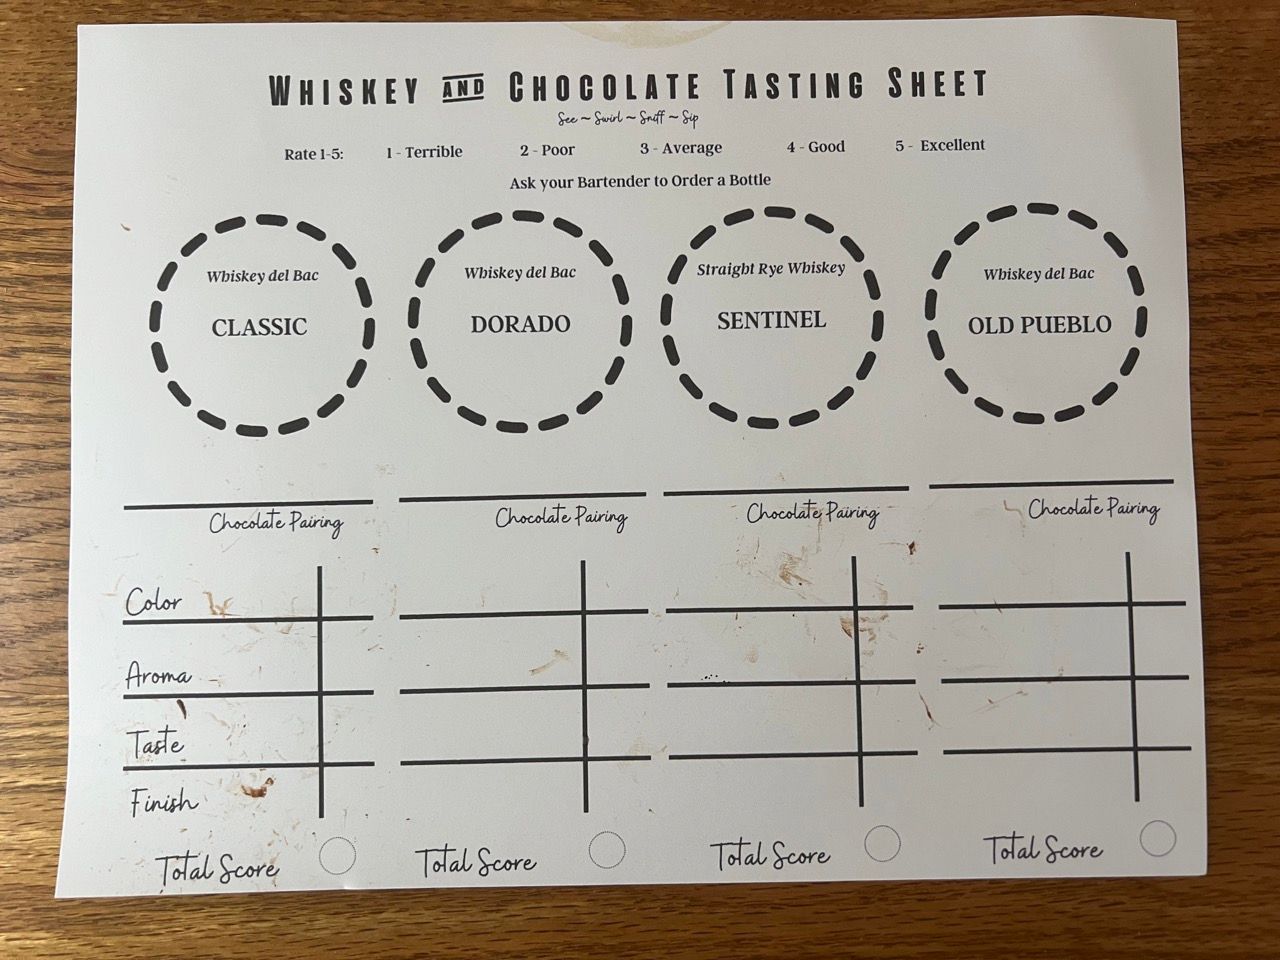 WHISKEY AND CHOCOLATE TASTING SHEET
See ~ Swirl ~ Sniff ~ Sip
Rate 1-5: 1 - Terrible 2 - Poor 3 - Average 4 - Good 5 - Excellent
Ask your Bartender to Order a Bottle
Whiskey del Bac
CLASSIC
Whiskey del Bac
DORADO
Straight Rye Whiskey
SENTINEL
Whiskey del Bac
OLD PUEBLO
Chocolate Pairing Chocolate Pairing Chocolate Pairing Chocolate Pairing
Color
Aroma
Taste
Finish
Total Score Total Score Total Score Total Score